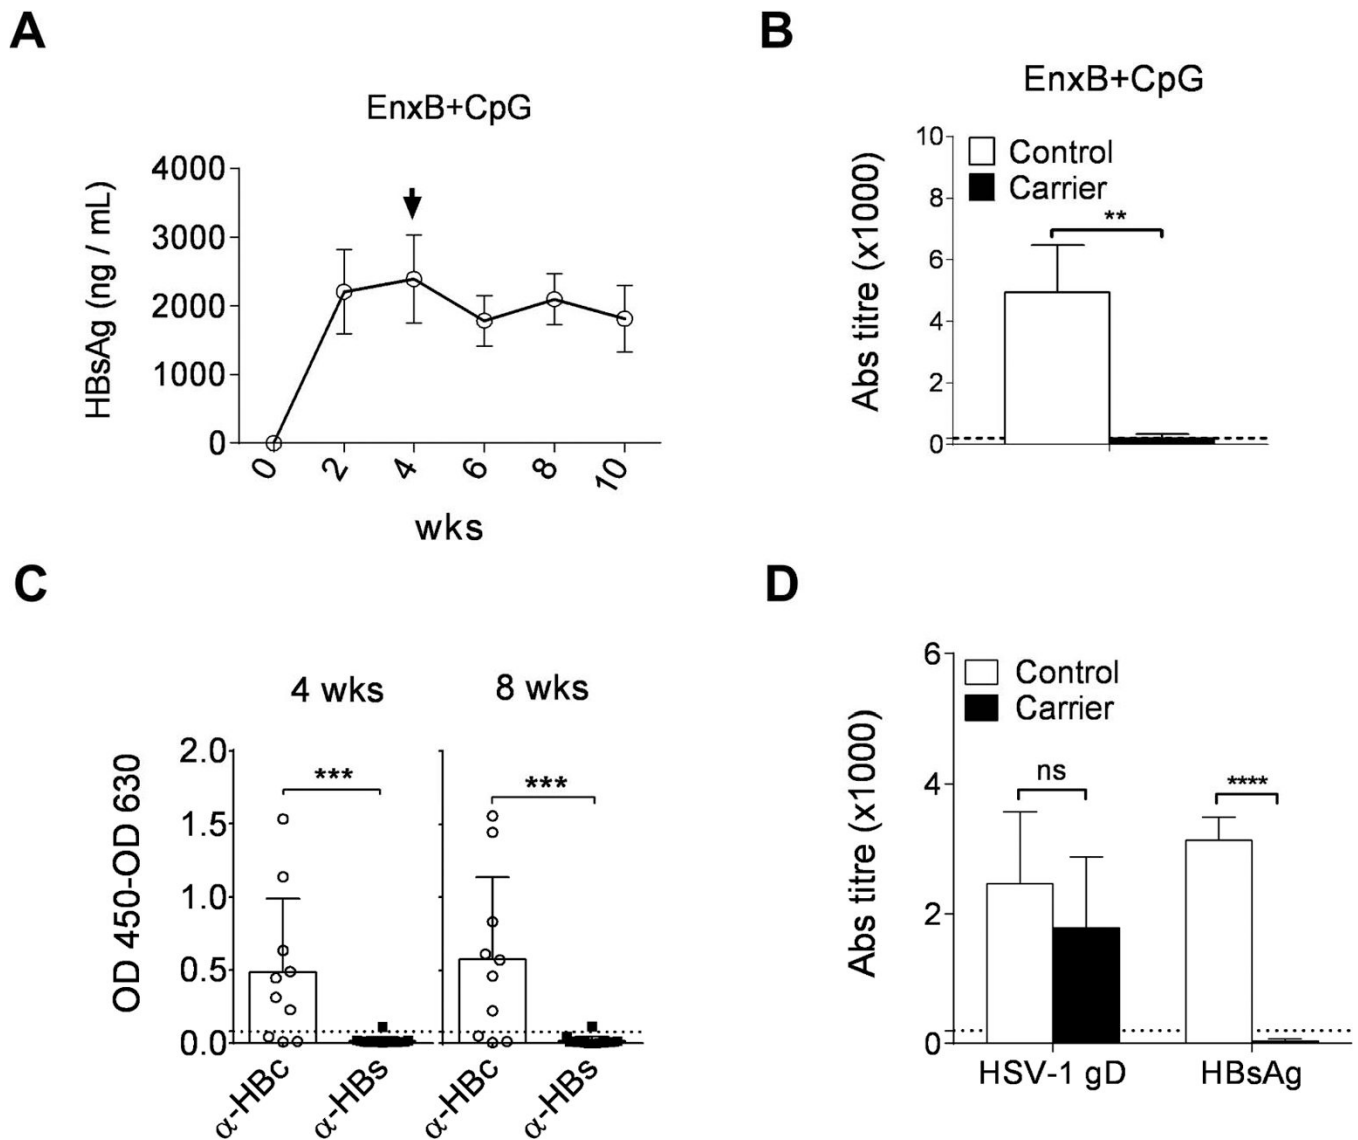 A
EnxB+CpG
4000
3000
2000
1000
0
HBsAg (ng / mL)
0 2 4 6 8 10
wks
B
EnxB+CpG
10
8
6
4
2
0
Abs titre (x1000)
Control
Carrier
**
C
4 wks
8 wks
2.0
1.5
1.0
0.5
0.0
OD 450-OD 630
***
***
α-HBc α-HBs α-HBc α-HBs
D
6
4
2
0
Abs titre (x1000)
Control
Carrier
ns
****
HSV-1 gD HBsAg